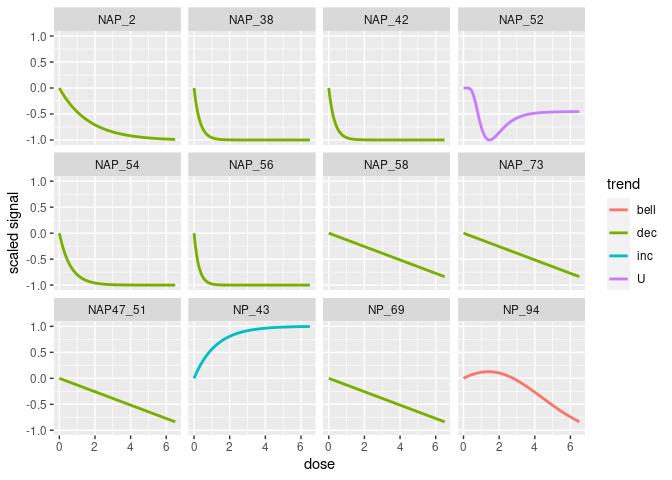 NAP_2 NAP_38 NAP_42 NAP_52
1.0
0.5
0.0
-0.5
-1.0
NAP_54 NAP_56 NAP_58 NAP_73
1.0
0.5
0.0
-0.5
-1.0
NAP47_51 NP_43 NP_69 NP_94
1.0
0.5
0.0
-0.5
-1.0
0 2 4 6 0 2 4 6 0 2 4 6 0 2 4 6
dose
scaled signal
trend
bell
dec
inc
U